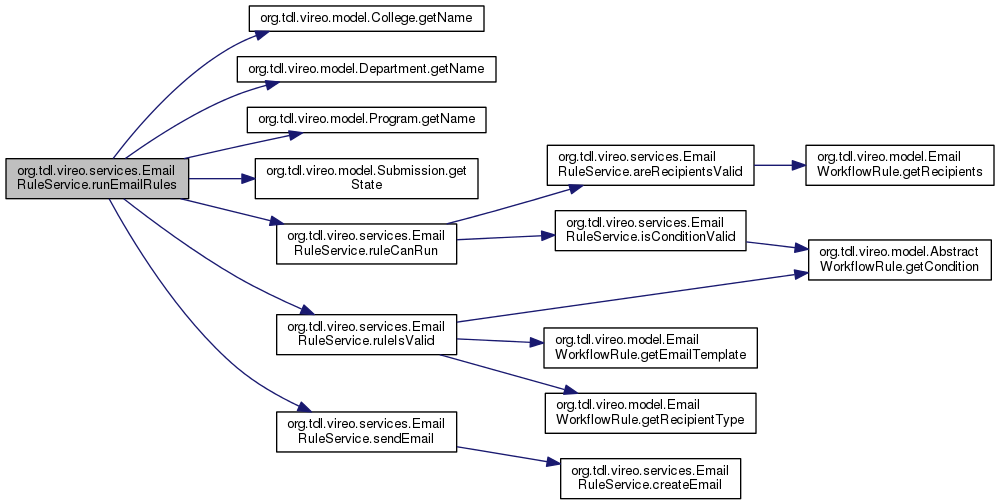 org.tdl.vireo.services.Email
RuleService.runEmailRules
org.tdl.vireo.model.College.getName
org.tdl.vireo.model.Department.getName
org.tdl.vireo.model.Program.getName
org.tdl.vireo.model.Submission.get
State
org.tdl.vireo.services.Email
RuleService.ruleCanRun
org.tdl.vireo.services.Email
RuleService.ruleIsValid
org.tdl.vireo.services.Email
RuleService.sendEmail
org.tdl.vireo.services.Email
RuleService.areRecipientsValid
org.tdl.vireo.services.Email
RuleService.isConditionValid
org.tdl.vireo.model.Email
WorkflowRule.getEmailTemplate
org.tdl.vireo.model.Email
WorkflowRule.getRecipientType
org.tdl.vireo.services.Email
RuleService.createEmail
org.tdl.vireo.model.Email
WorkflowRule.getRecipients
org.tdl.vireo.model.Abstract
WorkflowRule.getCondition